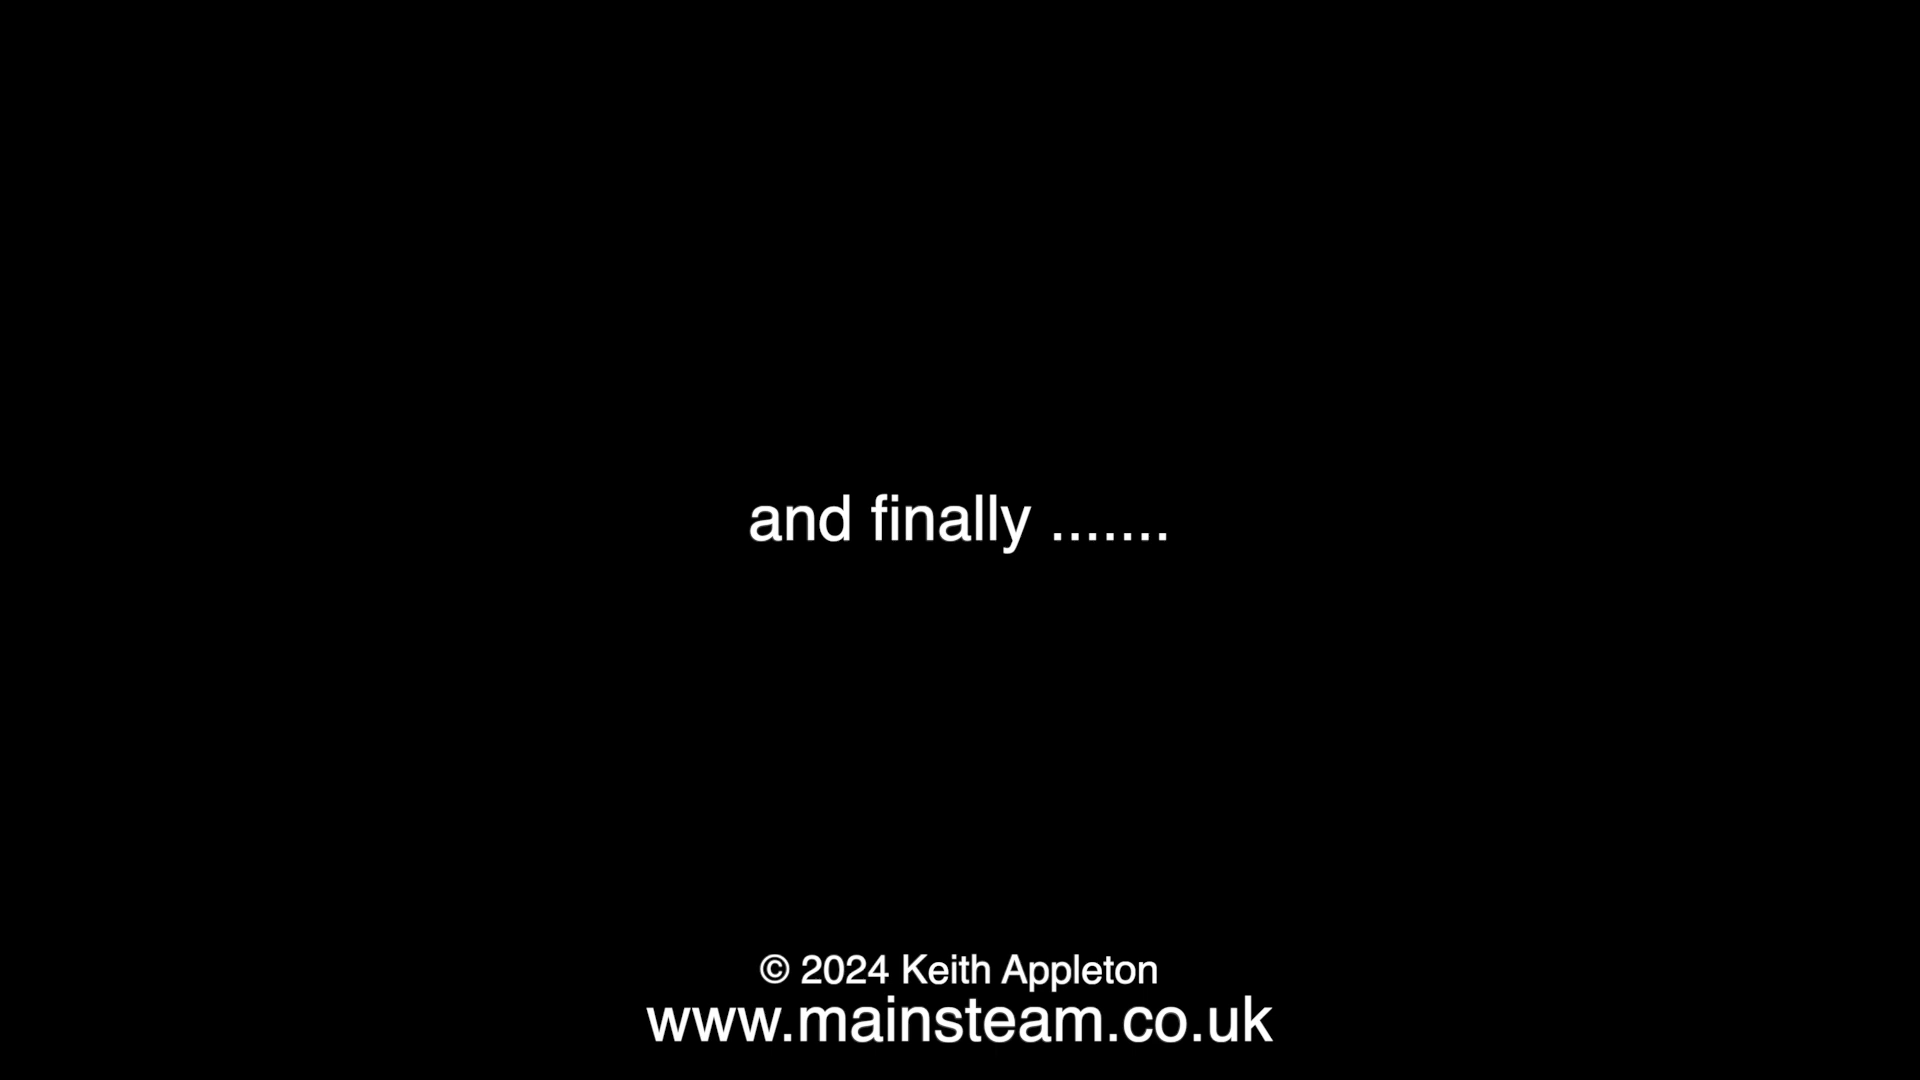 and finally .......
© 2024 Keith Appleton
www.mainsteam.co.uk